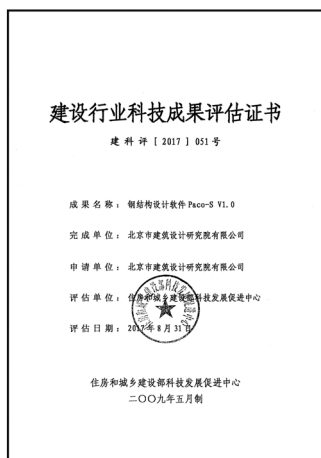 建设行业科技成果评估证书
建科评[2017]051号
成果名称：钢结构设计软件Paco-S V1.0
完成单位：北京市建筑设计研究院有限公司
申请单位：北京市建筑设计研究院有限公司
评估单位：住房和城乡建设部科技发展促进中心
评估日期：2017年8月31日
住房和城乡建设部科技发展促进中心
二〇〇九年五月制